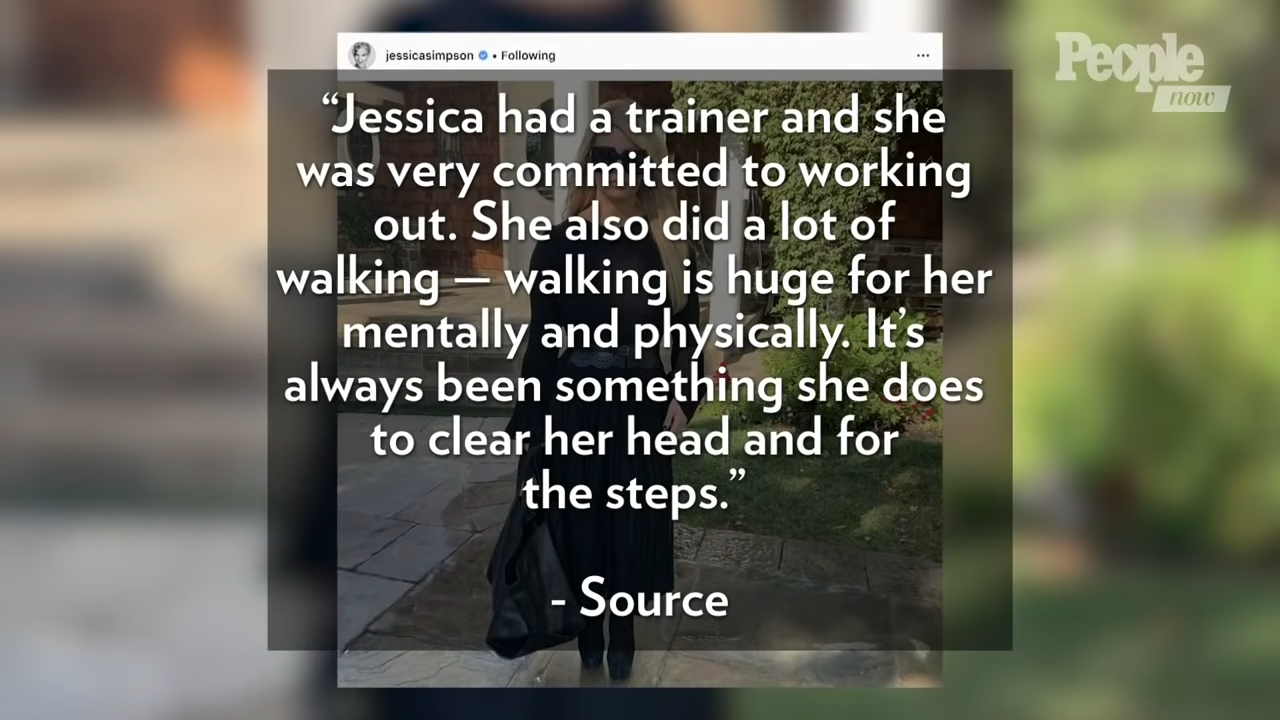 jessicasimpson • Following
People
now
“Jessica had a trainer and she
was very committed to working
out. She also did a lot of
walking — walking is huge for her
mentally and physically. It’s
always been something she does
to clear her head and for
the steps.”
- Source